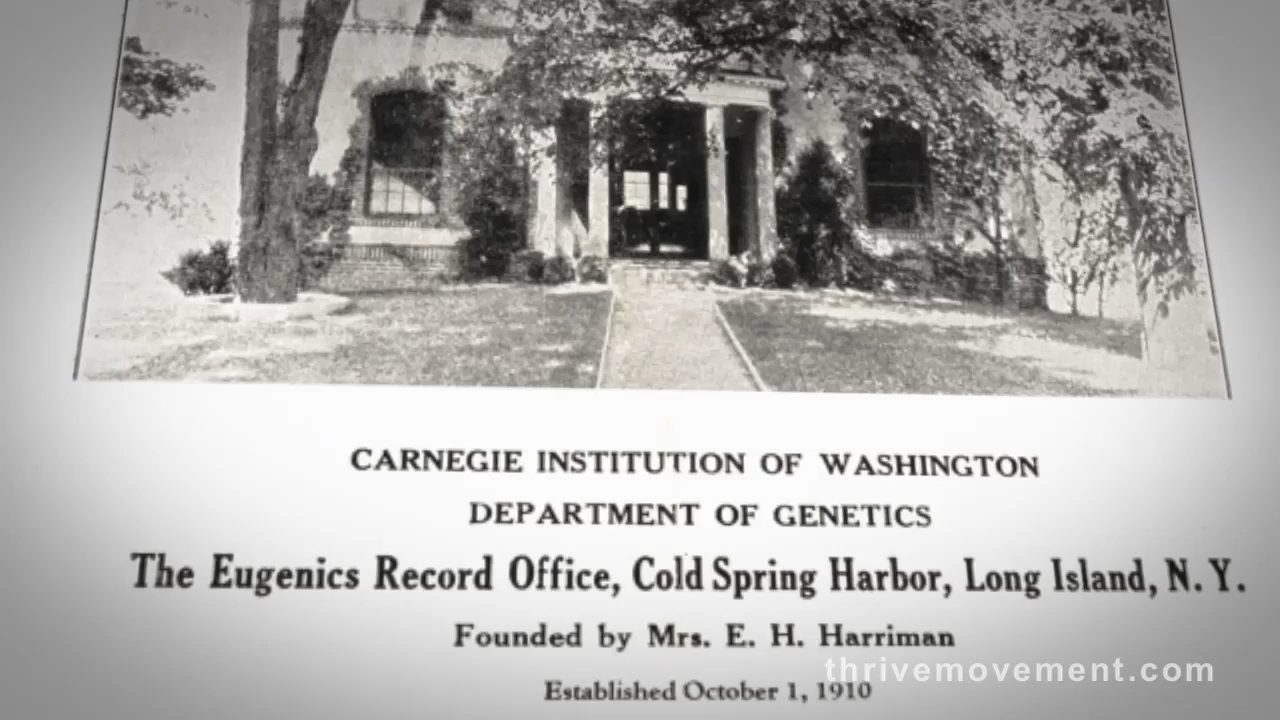 CARNEGIE INSTITUTION OF WASHINGTON
DEPARTMENT OF GENETICS
The Eugenics Record Office, Cold Spring Harbor, Long Island, N. Y.
Founded by Mrs. E. H. Harriman
thrivemovement.com
Established October 1, 1910